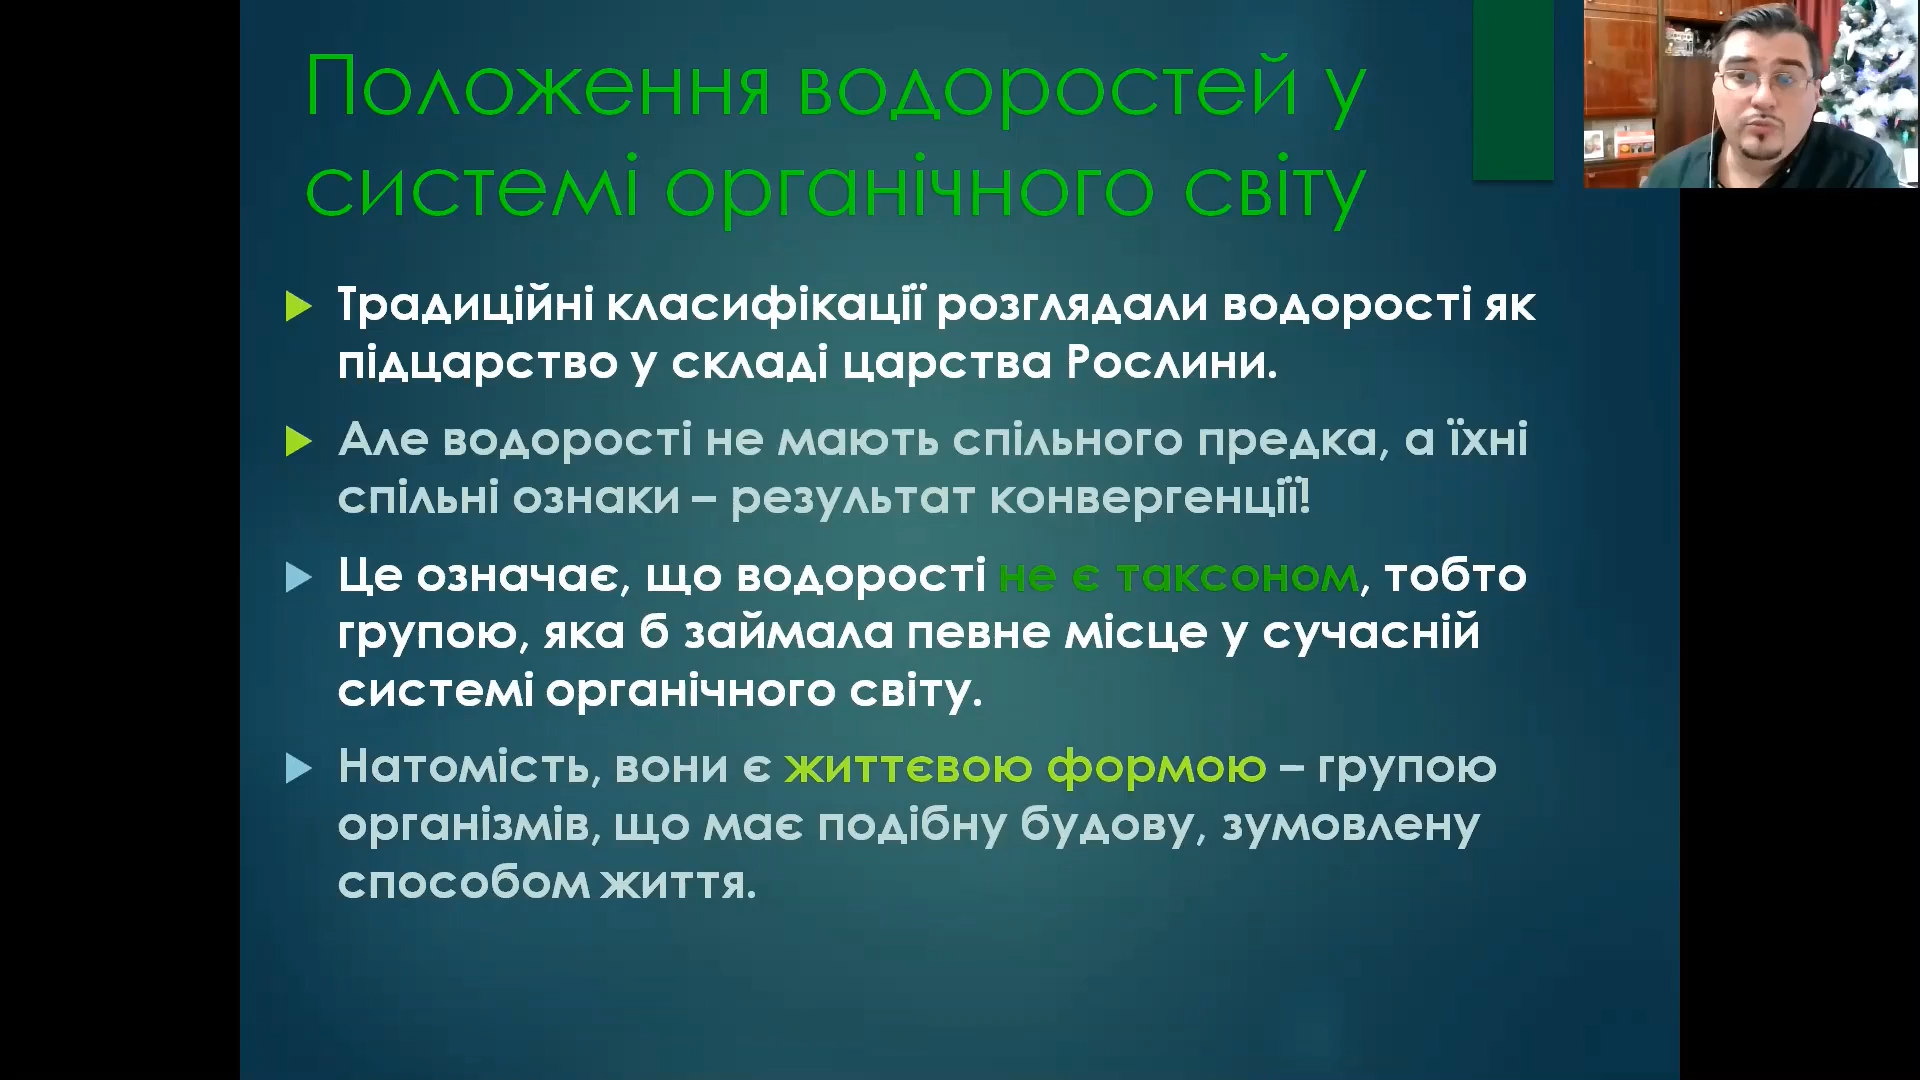 Положення водоростей у
системі органічного світу
Традиційні класифікації розглядали водорості як
підцарство у складі царства Рослини.
Але водорості не мають спільного предка, а їхні
спільні ознаки – результат конвергенції!
Це означає, що водорості не є таксоном, тобто
групою, яка б займала певне місце у сучасній
системі органічного світу.
Натомість, вони є життєвою формою – групою
організмів, що має подібну будову, зумовлену
способом життя.